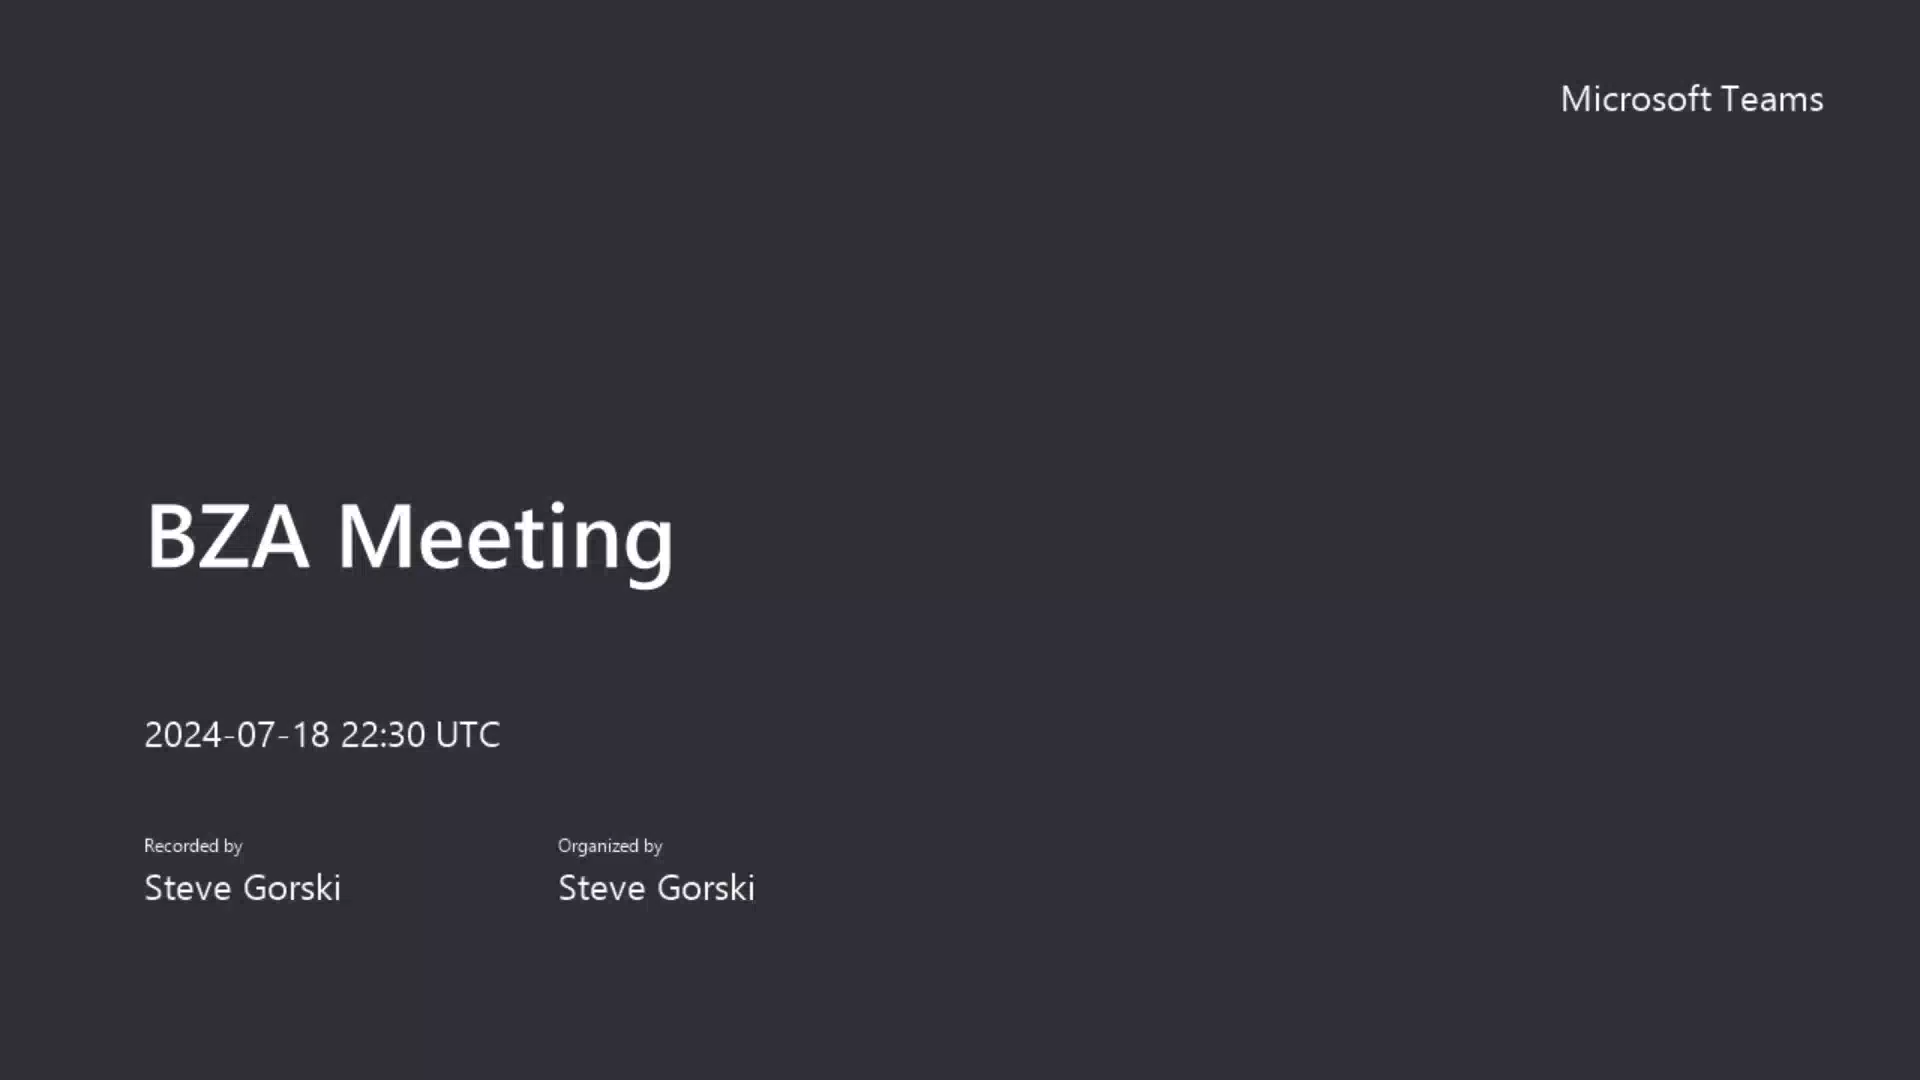 Microsoft Teams
BZA Meeting
2024-07-18 22:30 UTC
Recorded by
Steve Gorski
Organized by
Steve Gorski